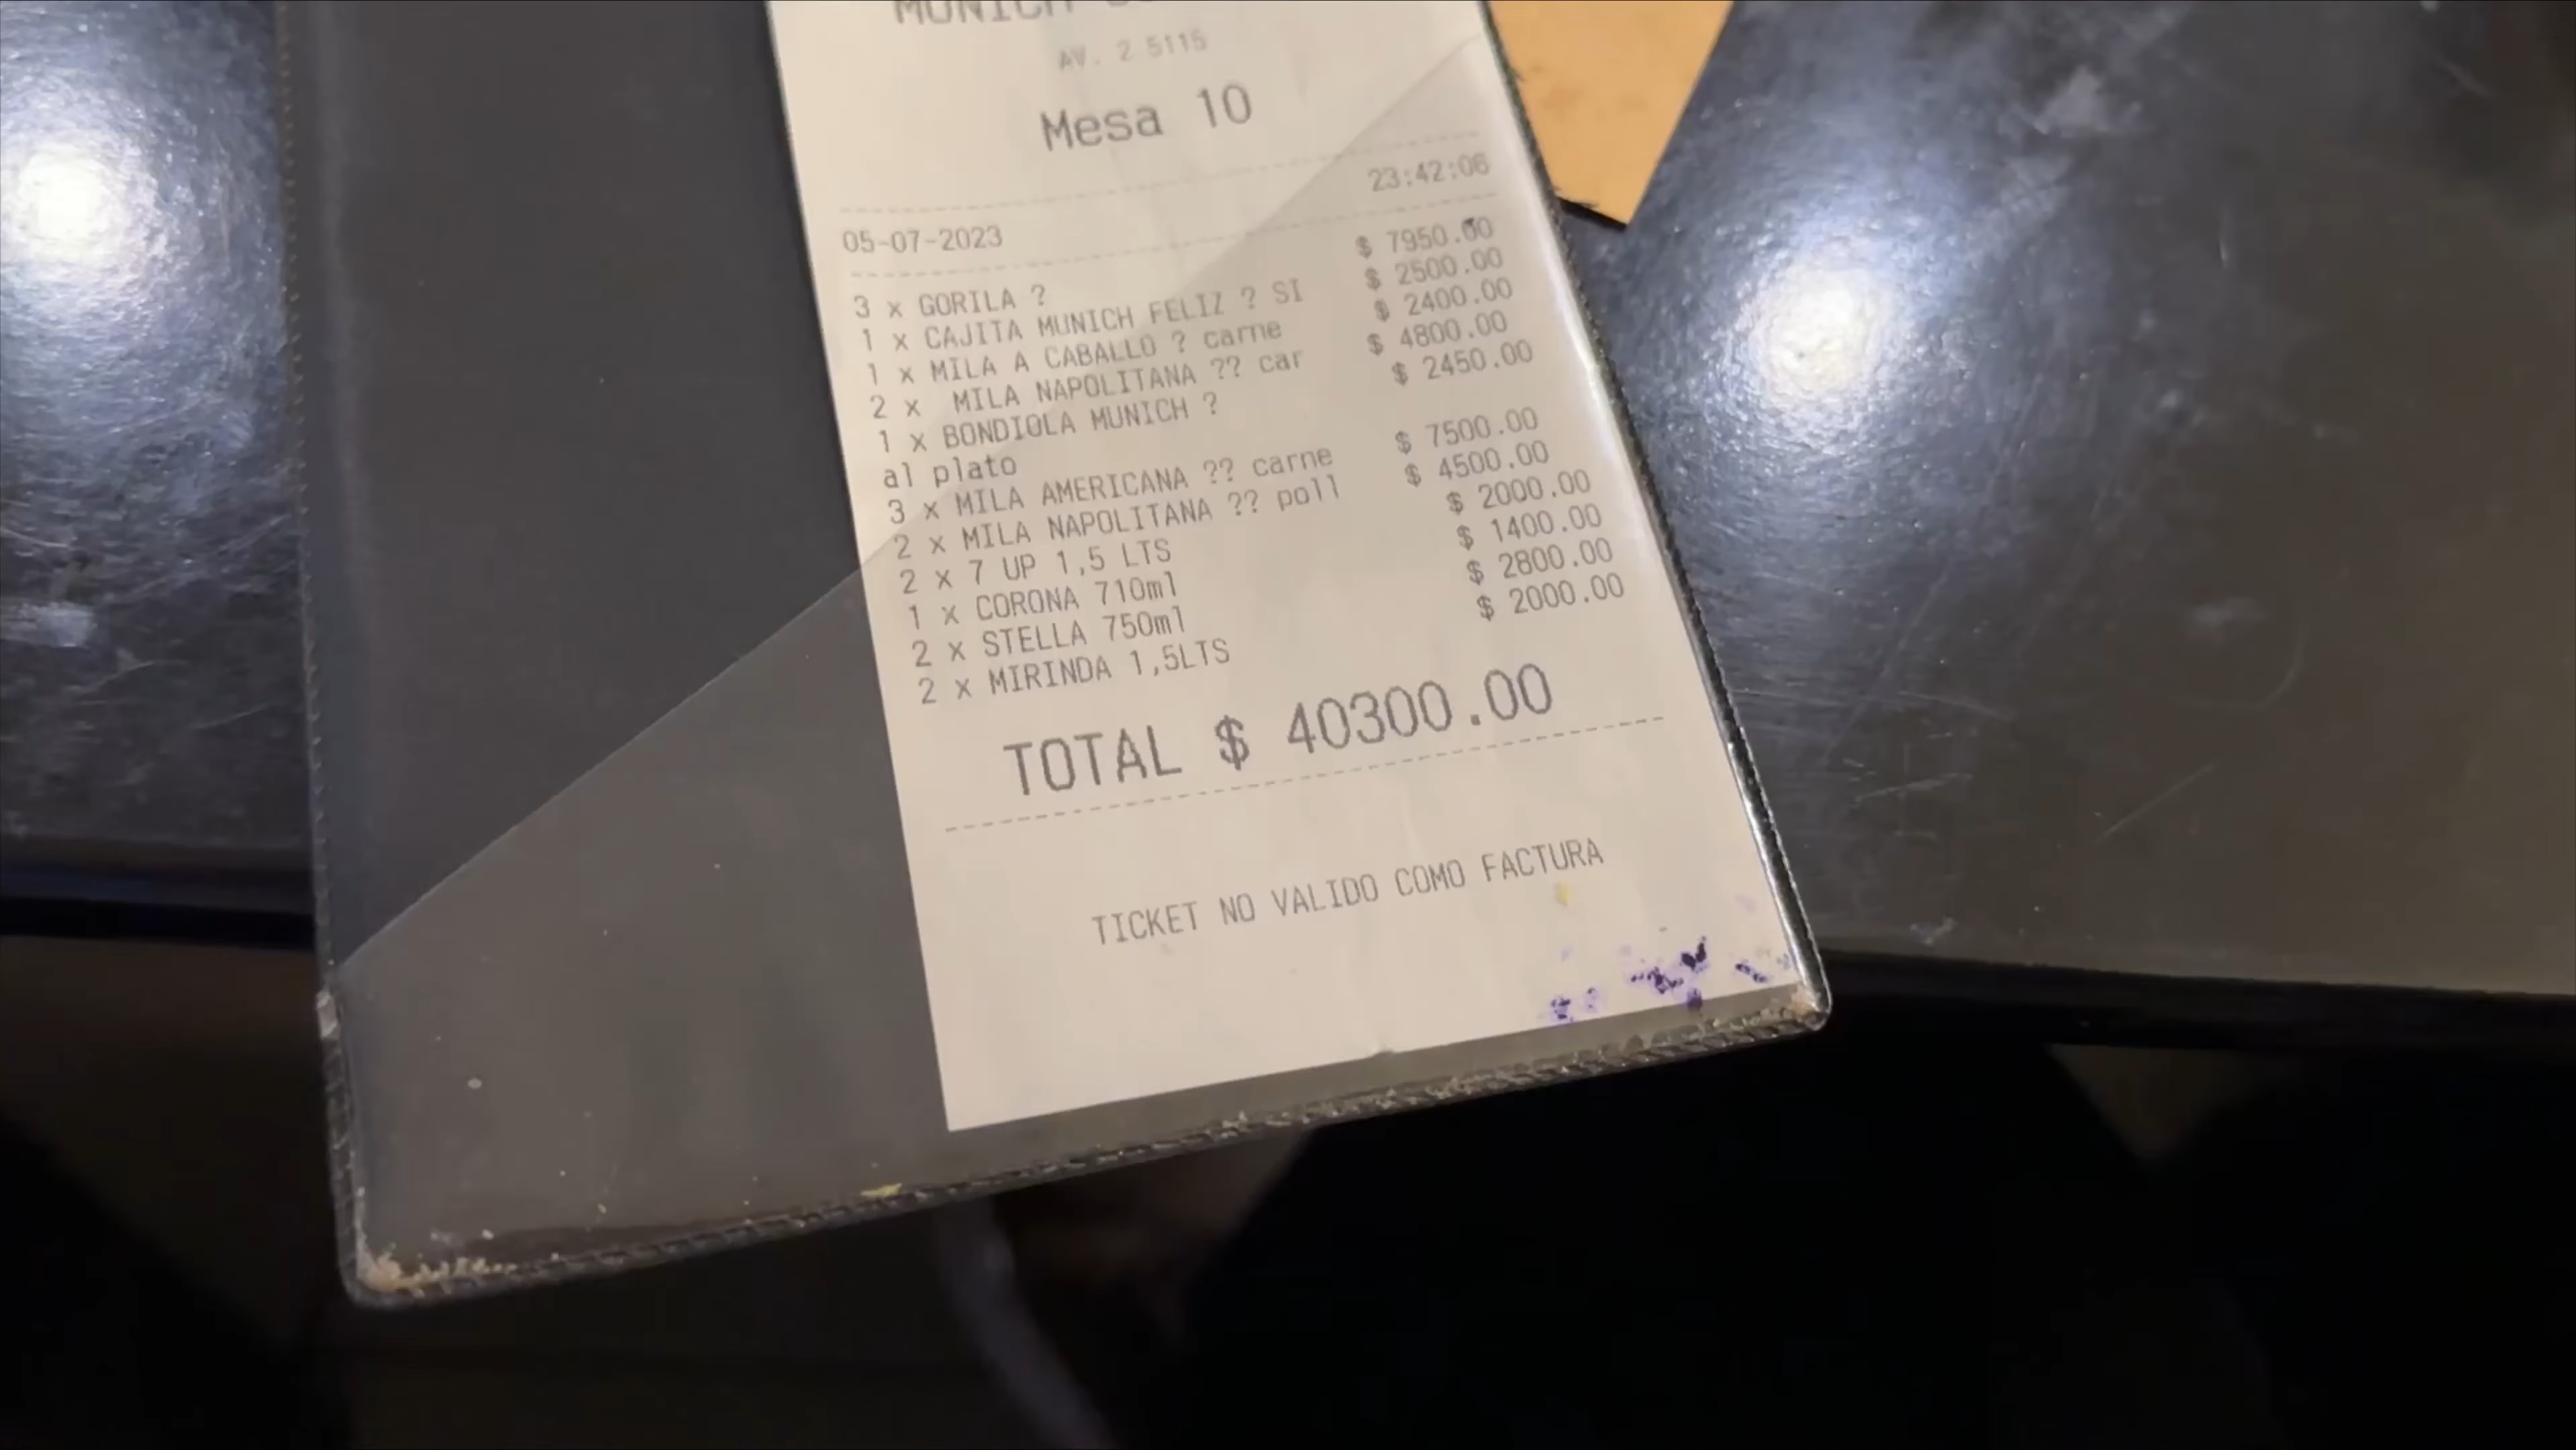 MUNICH
AV. 2 5115
Mesa 10
23:42:06
05-07-2023
3 x GORILA ? $ 7950.00
1 x CAJITA MUNICH FELIZ ? SI $ 2500.00
1 x MILA A CABALLO ? carne $ 2400.00
2 x MILA NAPOLITANA ?? car $ 4800.00
1 x BONDIOLA MUNICH ? $ 2450.00
al plato
3 x MILA AMERICANA ?? carne $ 7500.00
2 x MILA NAPOLITANA ?? poll $ 4500.00
2 x 7 UP 1,5 LTS $ 2000.00
1 x CORONA 710ml $ 1400.00
2 x STELLA 750ml $ 2800.00
2 x MIRINDA 1,5LTS $ 2000.00
TOTAL $ 40300.00
TICKET NO VALIDO COMO FACTURA